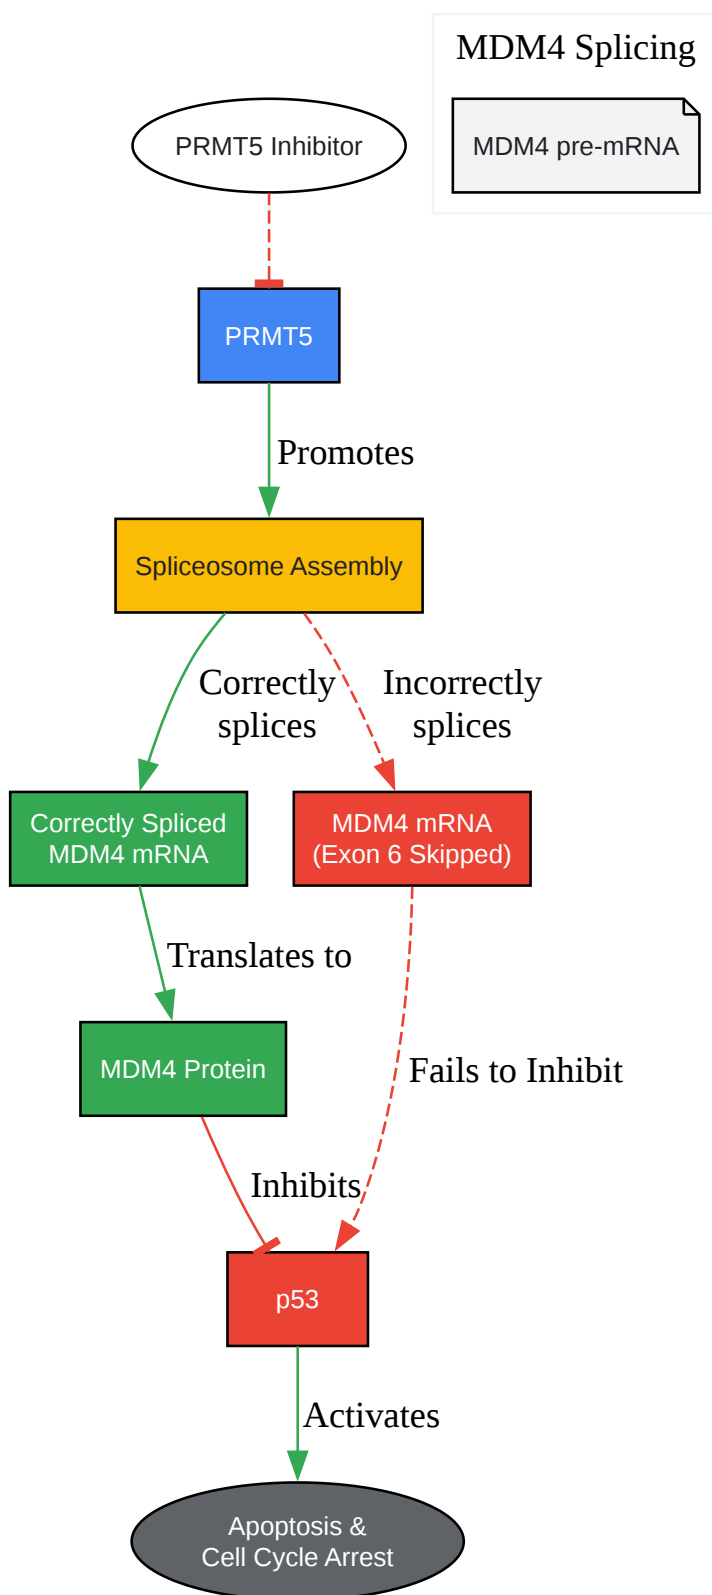 MDM4 Splicing
MDM4 pre-mRNA
PRMT5 Inhibitor
PRMT5
Promotes
Spliceosome Assembly
Correctly
splices
Incorrectly
splices
Correctly Spliced
MDM4 mRNA
MDM4 mRNA
(Exon 6 Skipped)
Translates to
MDM4 Protein
Fails to Inhibit
Inhibits
p53
Activates
Apoptosis &
Cell Cycle Arrest